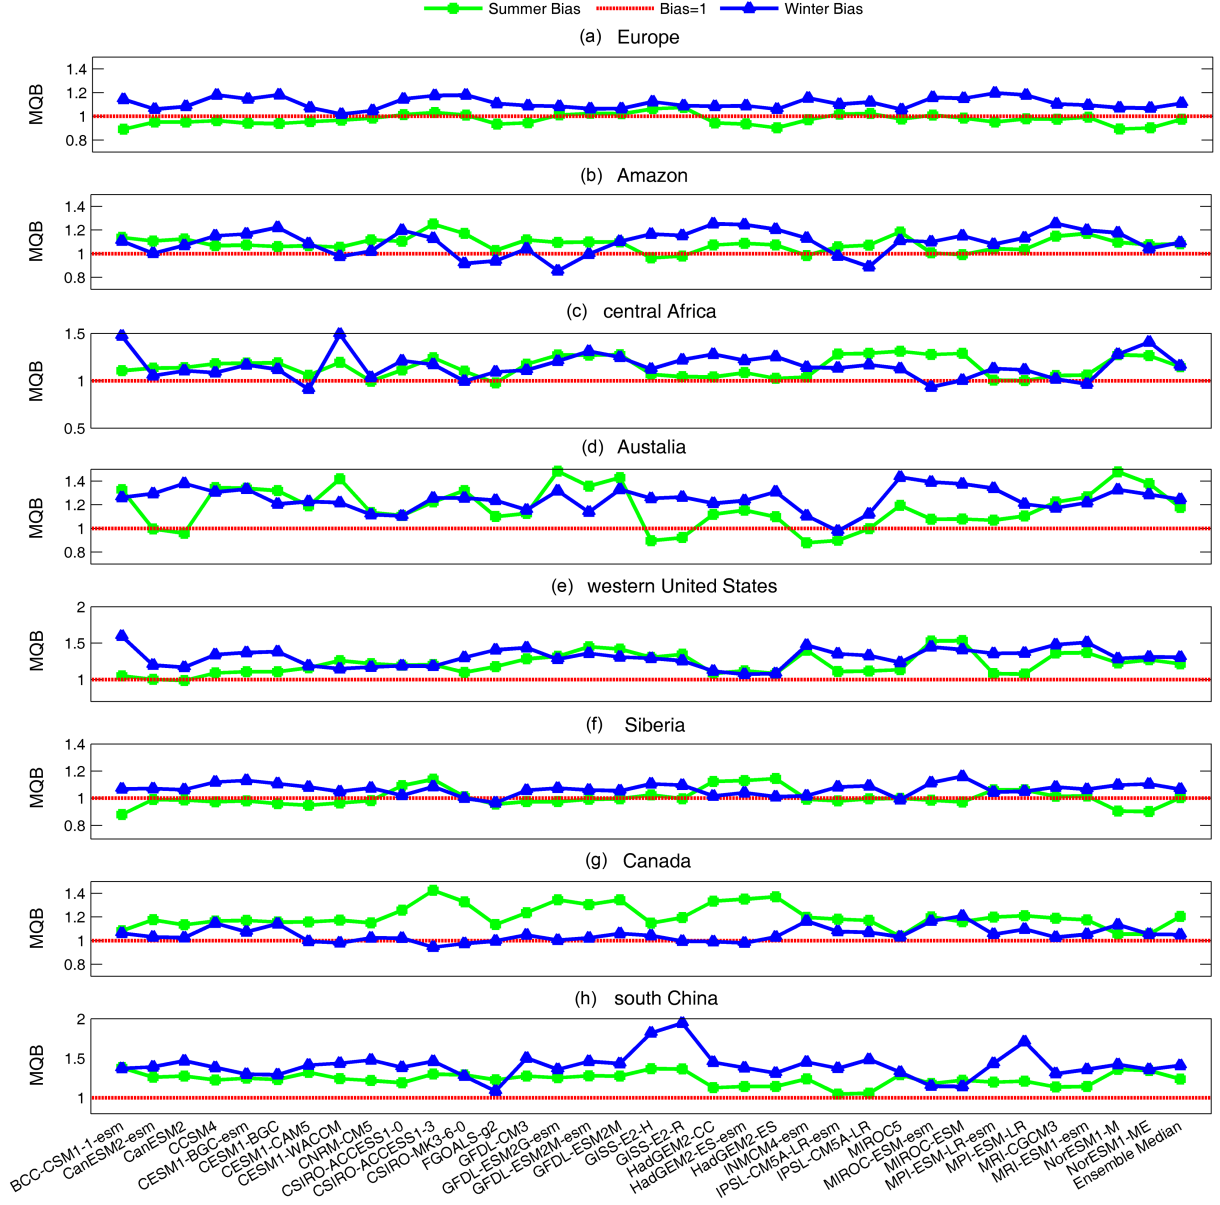 Summer Bias Bias=1 Winter Bias
(a) Europe
MQB
1.4
1.2
1
0.8
(b) Amazon
MQB
1.4
1.2
1
0.8
(c) central Africa
MQB
1.5
1
0.5
(d) Austalia
MQB
1.4
1.2
1
0.8
(e) western United States
MQB
2
1.5
1
(f) Siberia
MQB
1.4
1.2
1
0.8
(g) Canada
MQB
1.4
1.2
1
0.8
(h) south China
MQB
2
1.5
1
BCC-CSM1-1-esm
CanESM2-esm
CanESM2
CCSM4
CESM1-BGC-esm
CESM1-BGC
CESM1-CAM5
CESM1-WACCM
CNRM-CM5
CSIRO-ACCESS1-0
CSIRO-ACCESS1-3
CSIRO-MK3-6-0
FGOALS-g2
GFDL-CM3
GFDL-ESM2G-esm
GFDL-ESM2M-esm
GFDL-ESM2M
GISS-E2-H
GISS-E2-R
HadGEM2-CC
HadGEM2-ES-esm
HadGEM2-ES
INMCM4-esm
IPSL-CM5A-LR-esm
IPSL-CM5A-LR
MIROC5
MIROC-ESM-esm
MIROC-ESM
MPI-ESM-LR-esm
MPI-ESM-LR
MRI-CGCM3
MRI-ESM1-esm
NorESM1-M
NorESM1-ME
Ensemble Median